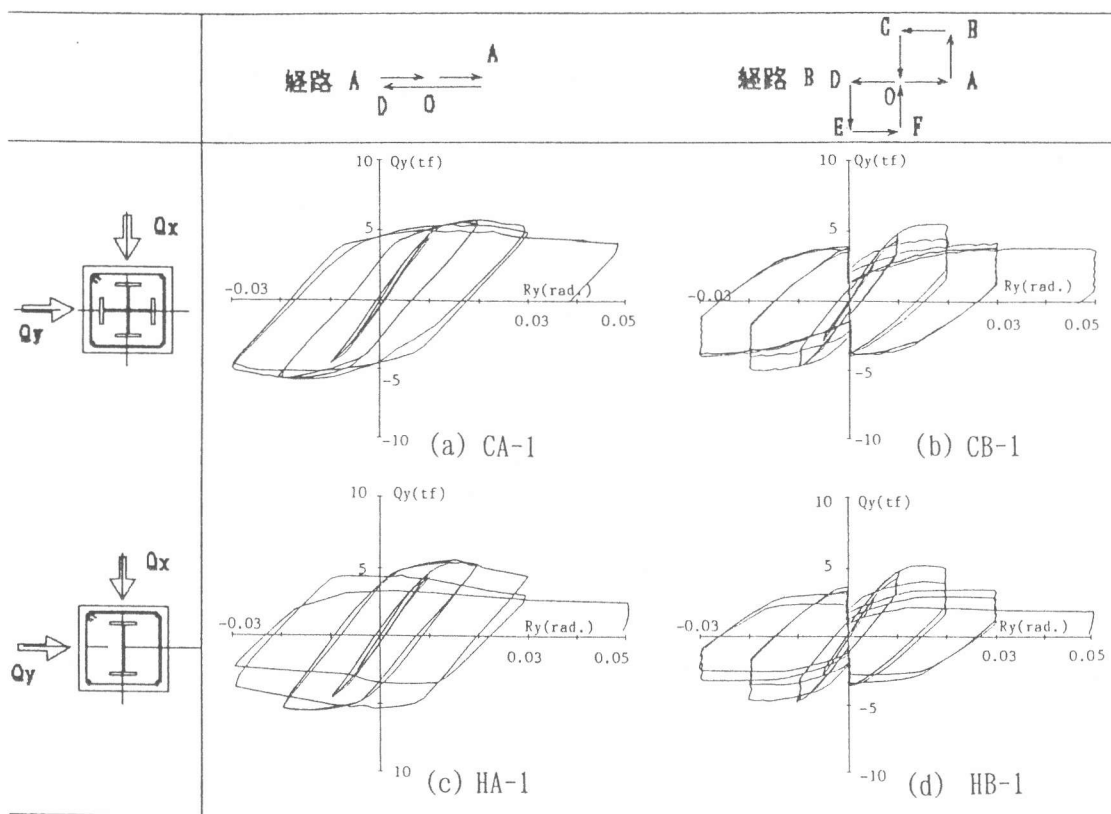 経路 A
A
D
O
経路 B
C
B
D
O
A
E
F
Qx
Qy
10
Qy(tf)
5
-0.03
Ry(rad.)
0.03
0.05
-5
-10
(a) CA-1
10
Qy(tf)
5
-0.03
Ry(rad.)
0.03
0.05
-5
-10
(b) CB-1
Qx
Qy
10
Qy(tf)
5
-0.03
Ry(rad.)
0.03
0.05
10
(c) HA-1
10
Qy(tf)
5
-0.03
Ry(rad.)
0.03
0.05
-5
-10
(d) HB-1